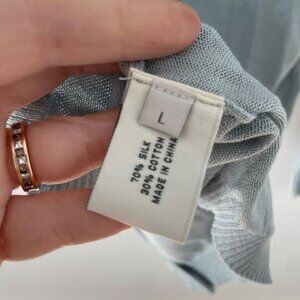 L
70% SILK
30% COTTON
MADE IN CHINA